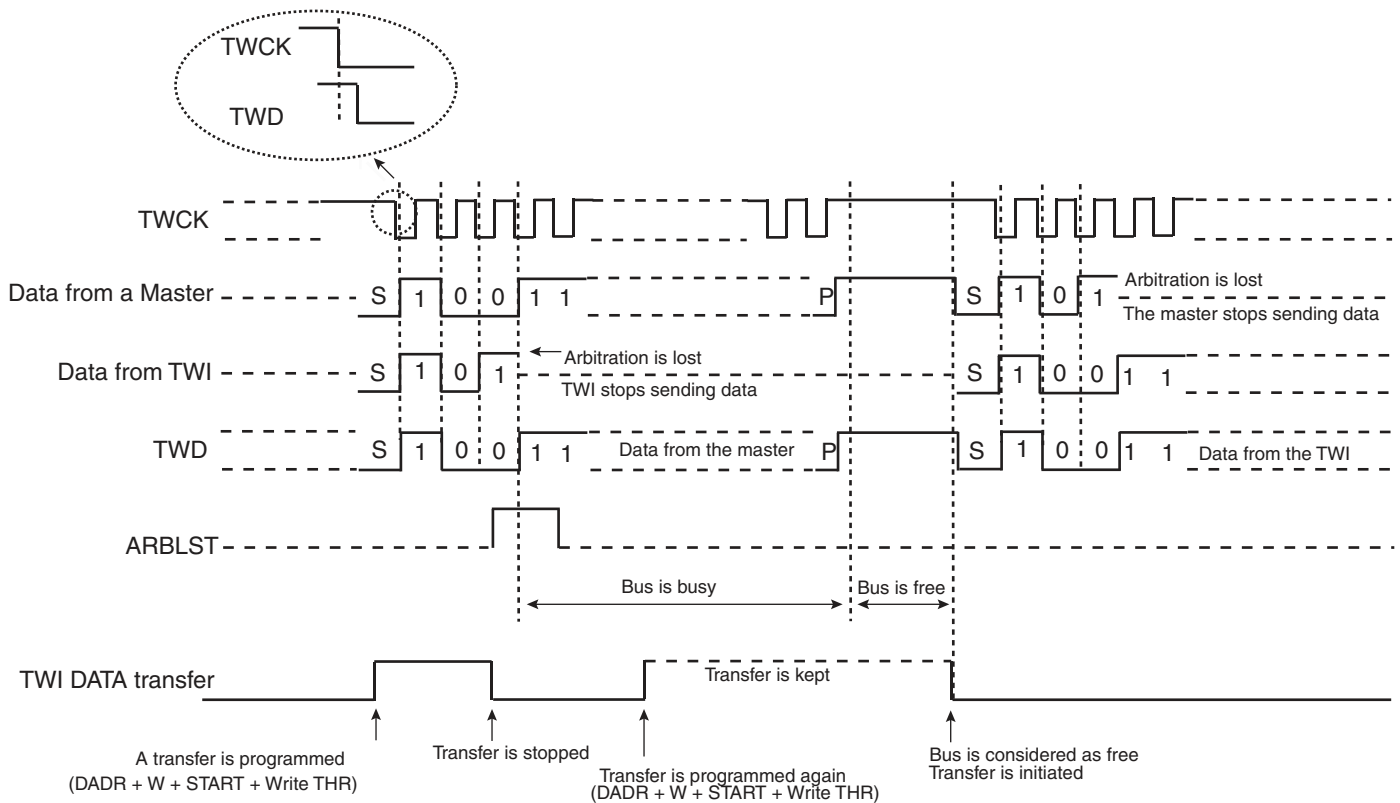 TWCK
TWD
TWCK
Data from a Master S 1 0 0 1 1 P S 1 0 1 Arbitration is lost
The master stops sending data
Data from TWI S 1 0 1 Arbitration is lost S 1 0 0 1 1
TWI stops sending data
TWD S 1 0 0 1 1 Data from the master P S 1 0 0 1 1 Data from the TWI
ARBLST
Bus is busy Bus is free
TWI DATA transfer Transfer is kept
A transfer is programmed
(DADR + W + START + Write THR)
Transfer is stopped
Transfer is programmed again
(DADR + W + START + Write THR)
Bus is considered as free
Transfer is initiated